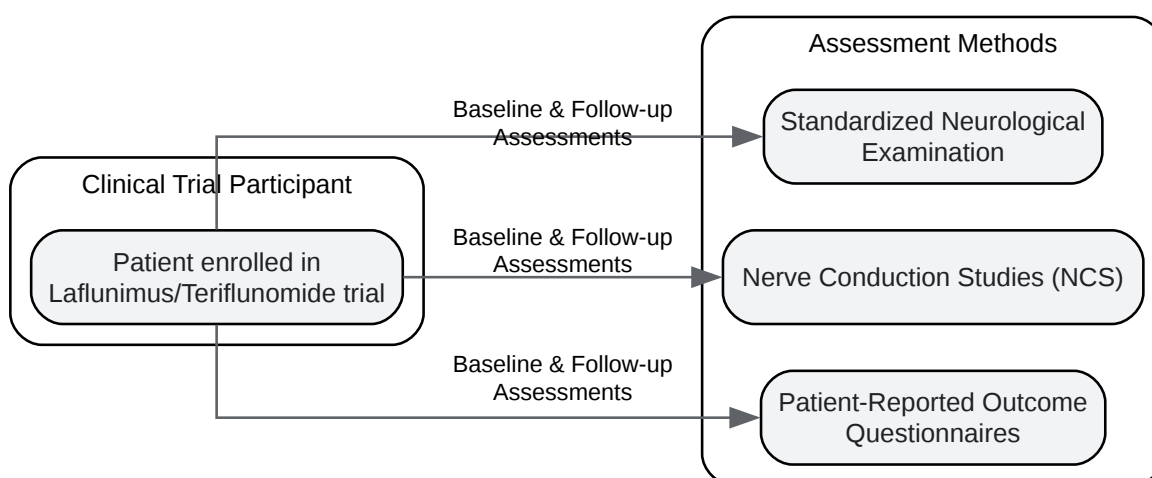 Assessment Methods
Baseline & Follow-up
Assessments
Standardized Neurological
Examination
Clinical Trial Participant
Patient enrolled in
Laflunimus/Teriflunomide trial
Baseline & Follow-up
Assessments
Nerve Conduction Studies (NCS)
Baseline & Follow-up
Assessments
Patient-Reported Outcome
Questionnaires